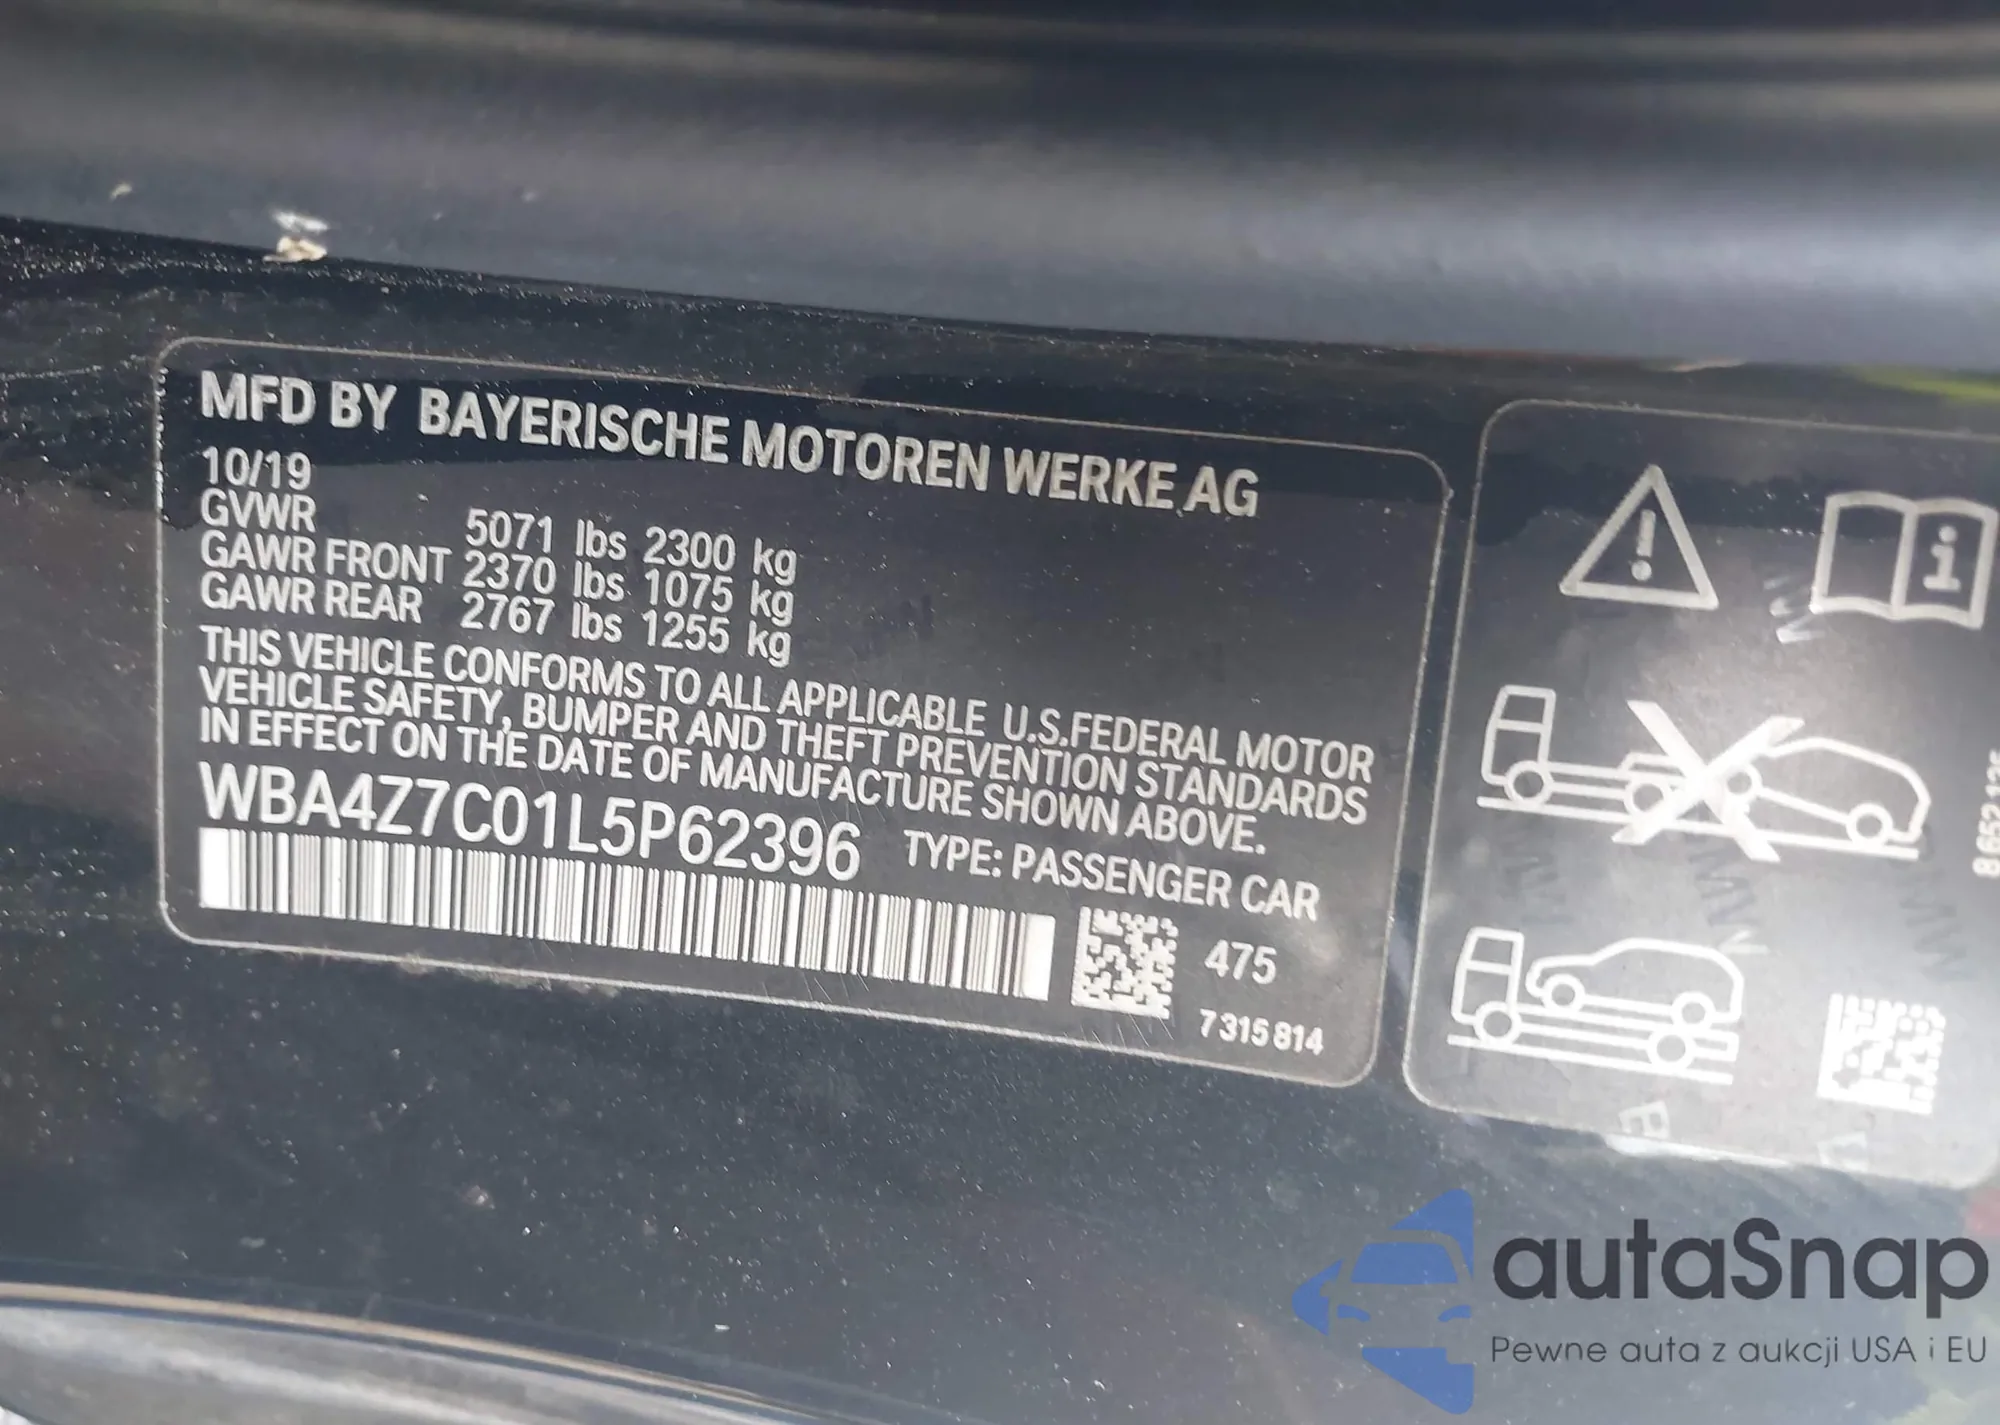 MFD BY BAYERISCHE MOTOREN WERKE AG
10/19
GVWR 5071 lbs 2300 kg
GAWR FRONT 2370 lbs 1075 kg
GAWR REAR 2767 lbs 1255 kg
THIS VEHICLE CONFORMS TO ALL APPLICABLE U.S.FEDERAL MOTOR
VEHICLE SAFETY, BUMPER AND THEFT PREVENTION STANDARDS
IN EFFECT ON THE DATE OF MANUFACTURE SHOWN ABOVE.
WBA4Z7C01L5P62396 TYPE: PASSENGER CAR
475
7315814
autaSnap
Pewne auta z aukcji USA i EU